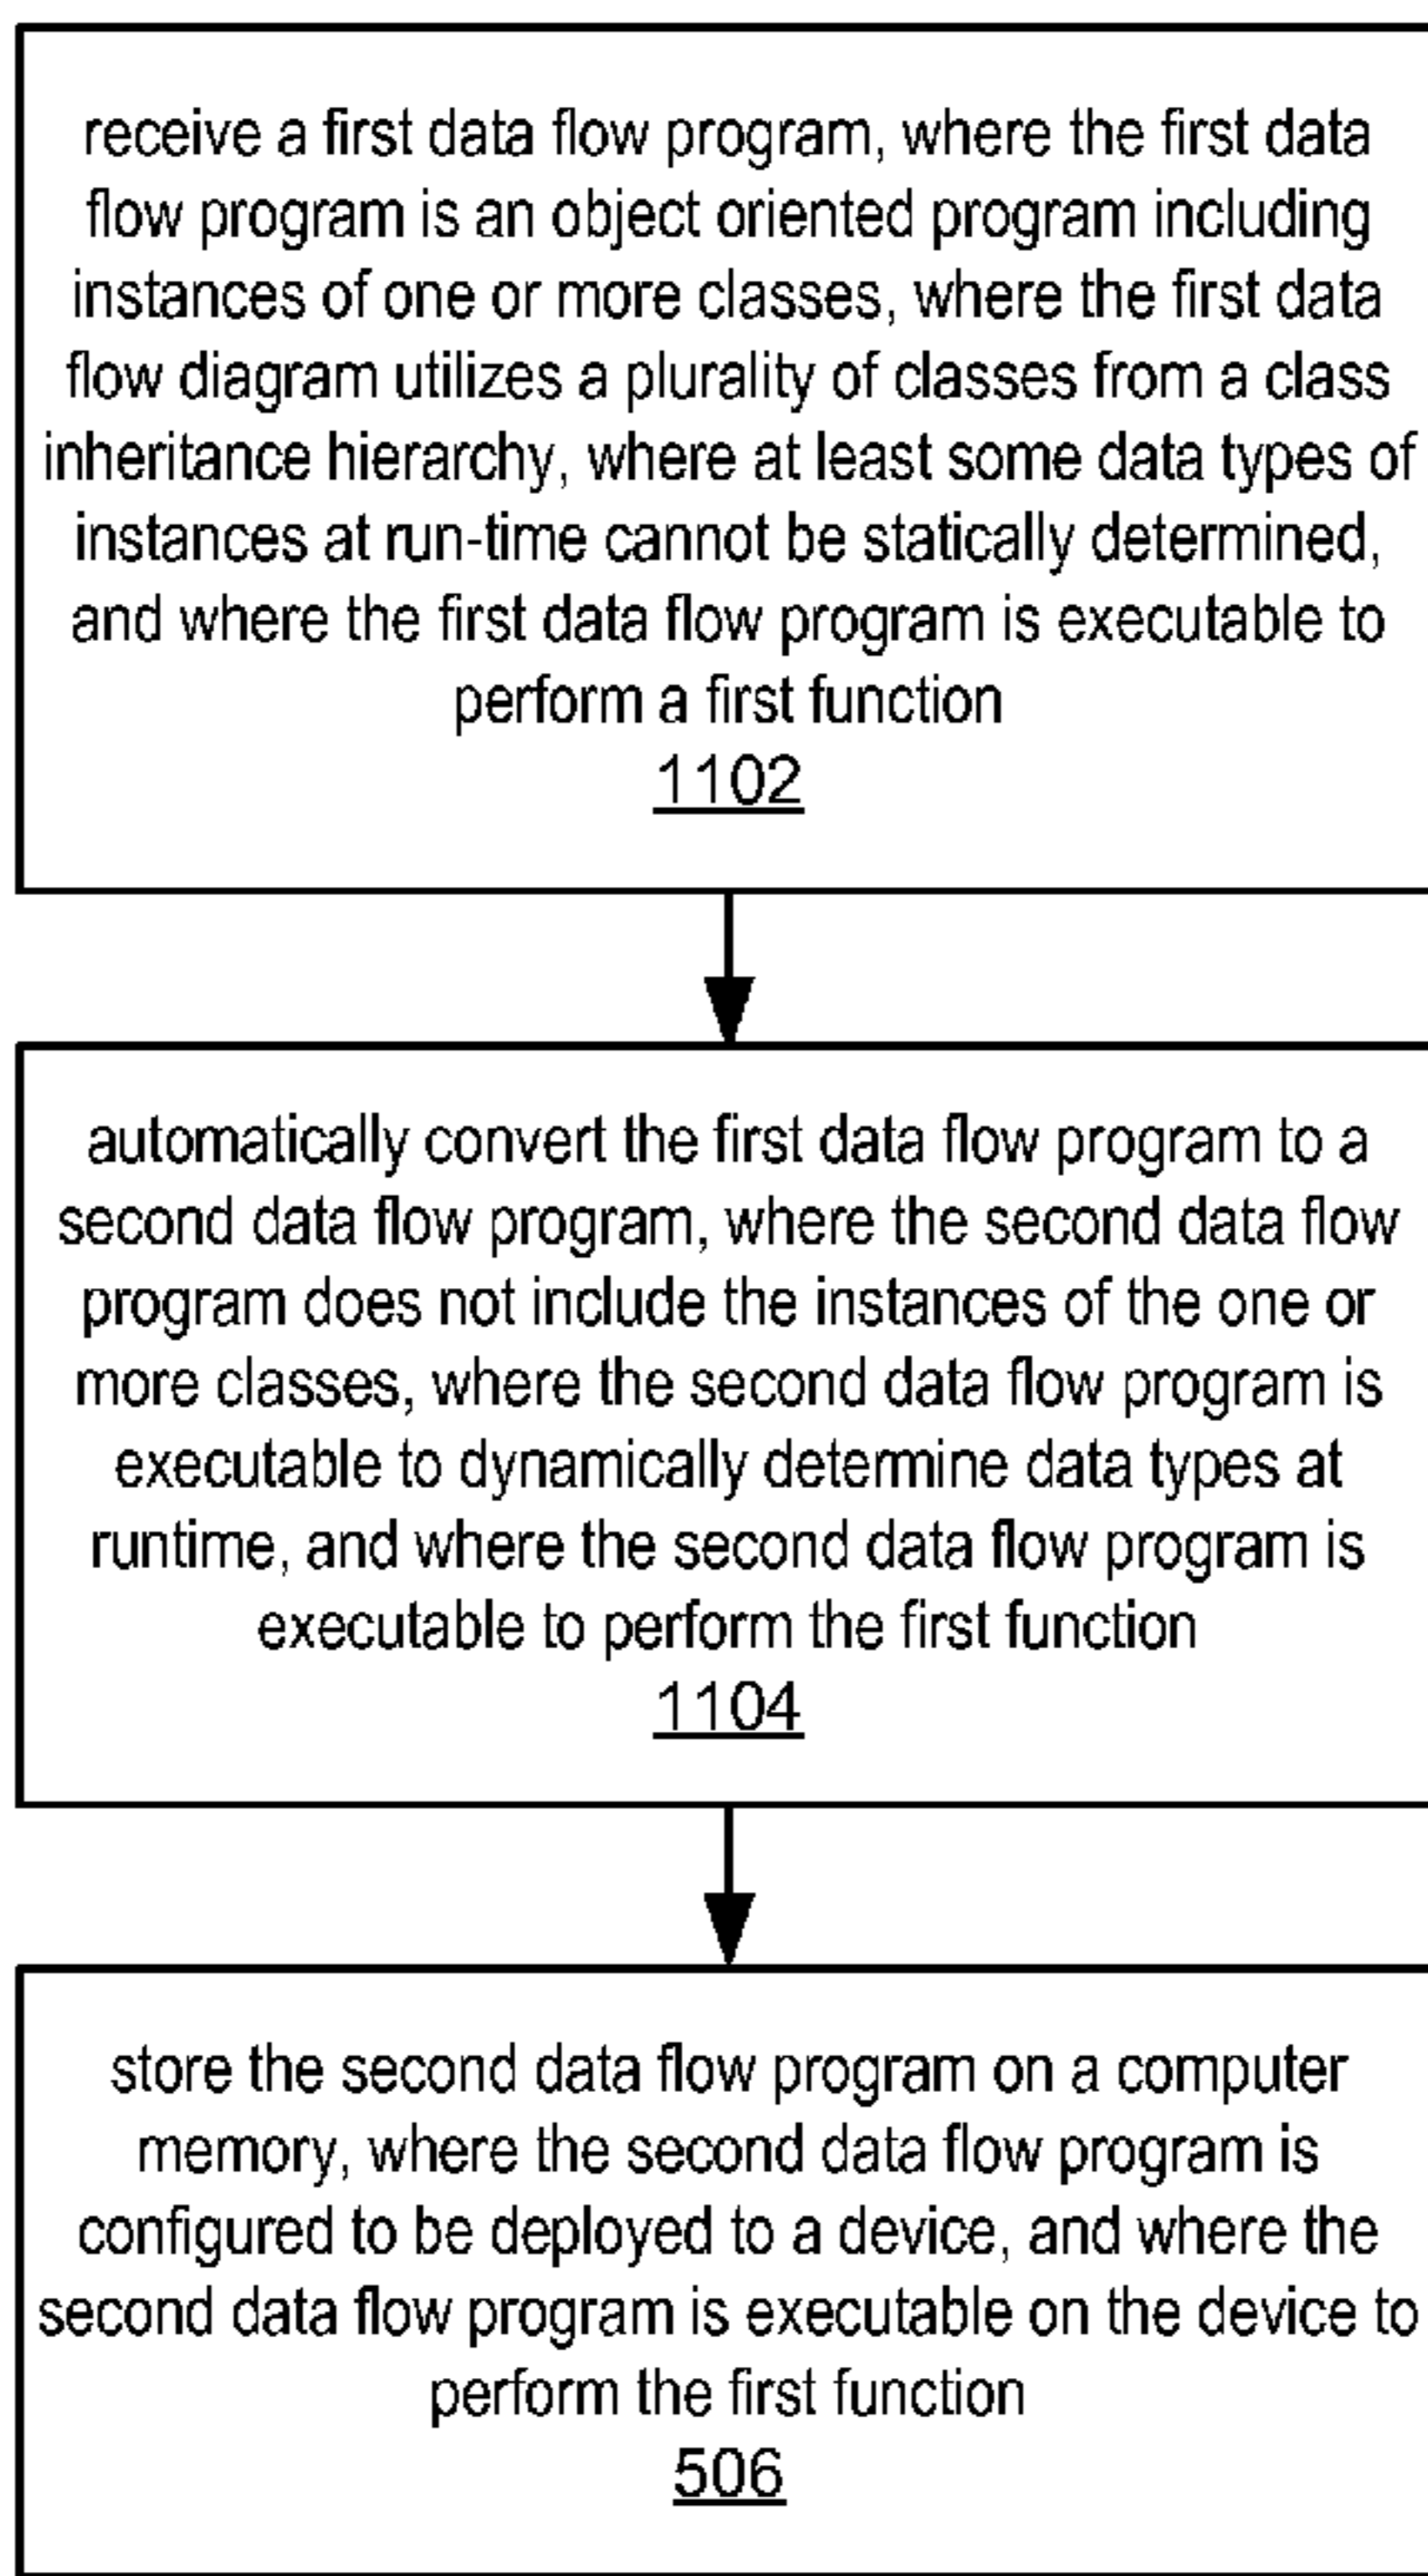 receive a first data flow program, where the first data
flow program is an object oriented program including
instances of one or more classes, where the first data
flow diagram utilizes a plurality of classes from a class
inheritance hierarchy, where at least some data types of
instances at run-time cannot be statically determined,
and where the first data flow program is executable to
perform a first function
1102
automatically convert the first data flow program to a
second data flow program, where the second data flow
program does not include the instances of the one or
more classes, where the second data flow program is
executable to dynamically determine data types at
runtime, and where the second data flow program is
executable to perform the first function
1104
store the second data flow program on a computer
memory, where the second data flow program is
configured to be deployed to a device, and where the
second data flow program is executable on the device to
perform the first function
506